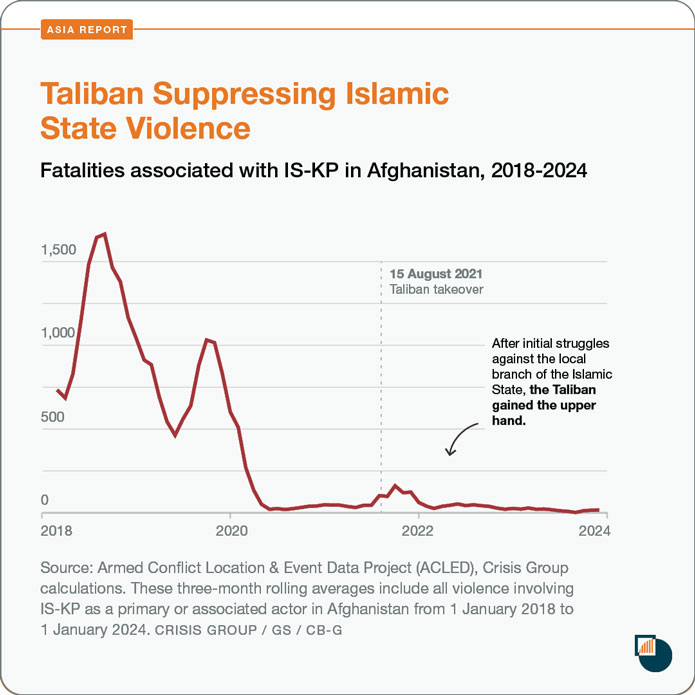 ASIA REPORT
Taliban Suppressing Islamic
State Violence
Fatalities associated with IS-KP in Afghanistan, 2018-2024
1,500
15 August 2021
Taliban takeover
1,000
After initial struggles
against the local
branch of the Islamic
State, the Taliban
gained the upper
hand.
500
0
2018 2020 2022 2024
Source: Armed Conflict Location & Event Data Project (ACLED), Crisis Group
calculations. These three-month rolling averages include all violence involving
IS-KP as a primary or associated actor in Afghanistan from 1 January 2018 to
1 January 2024. CRISIS GROUP / GS / CB-G